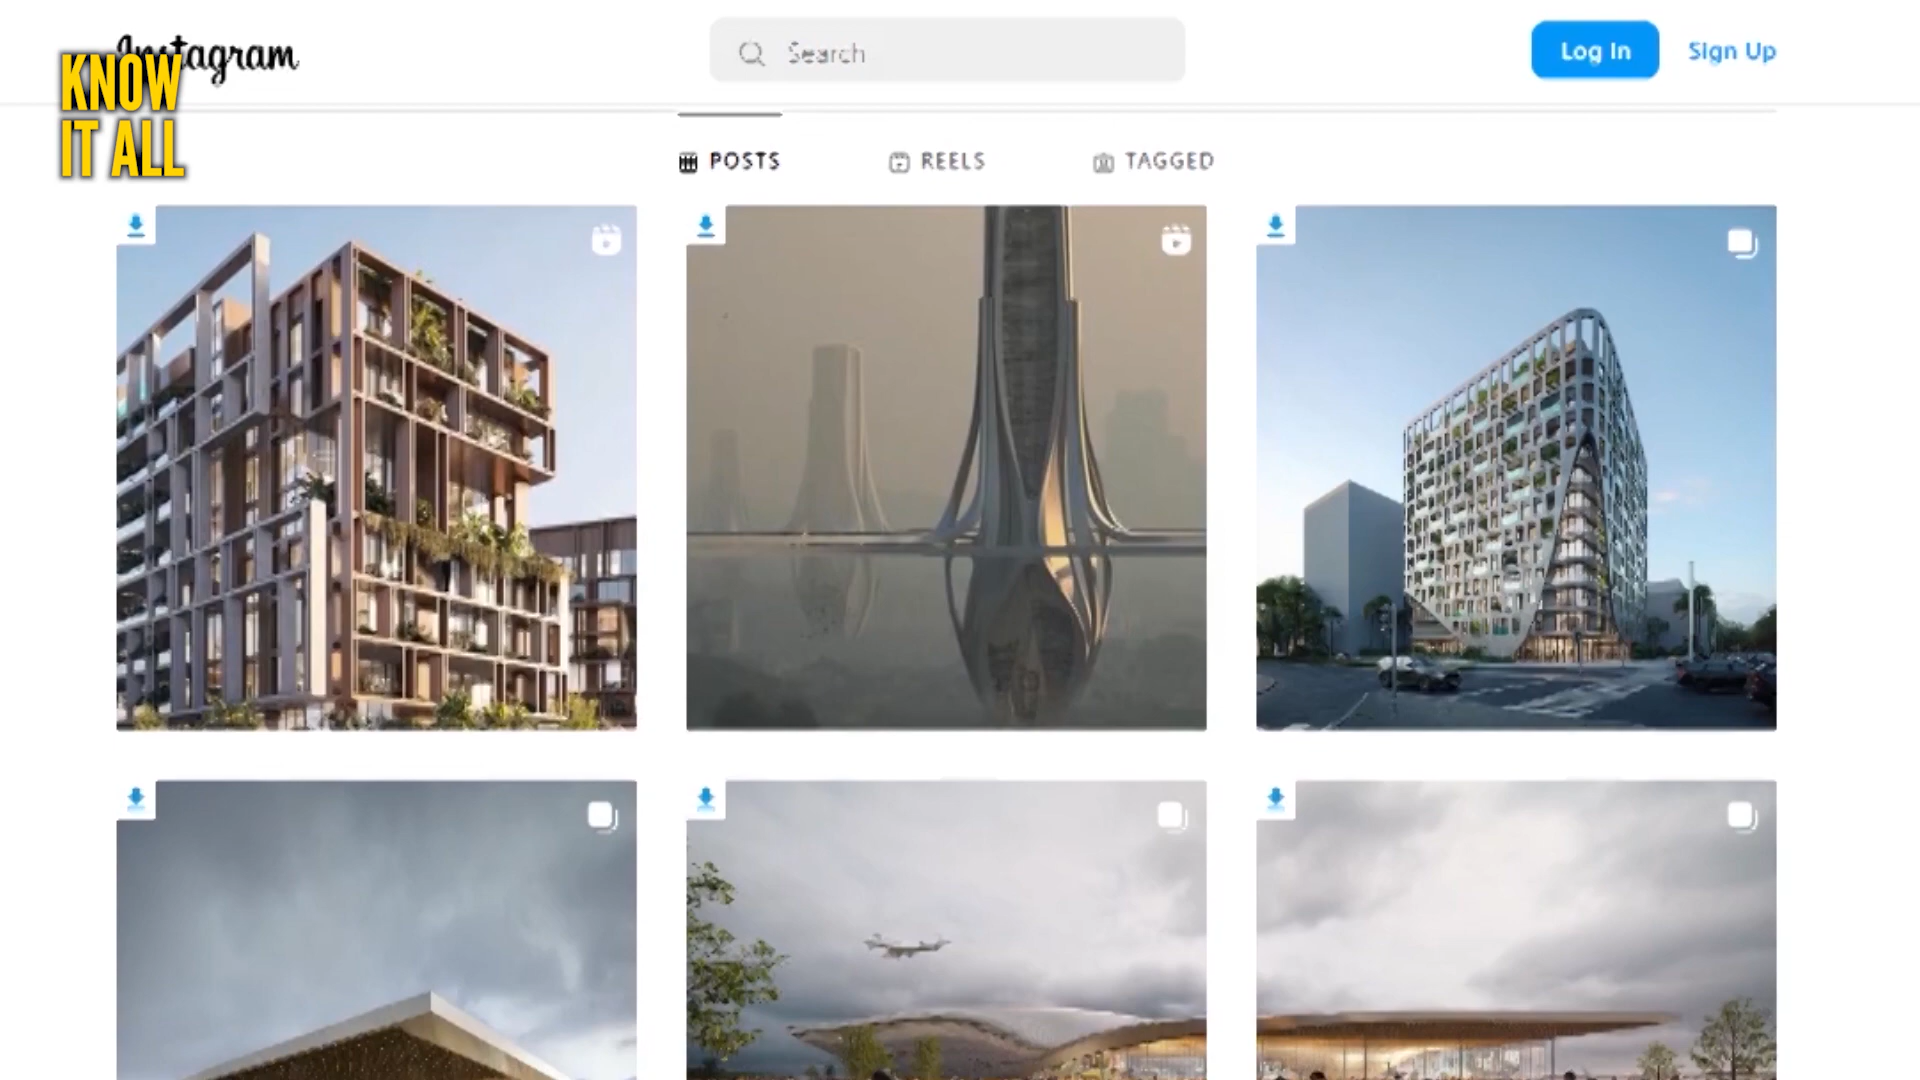 Instagram
KNOW
IT ALL
Search
Log In
Sign Up
POSTS
REELS
TAGGED